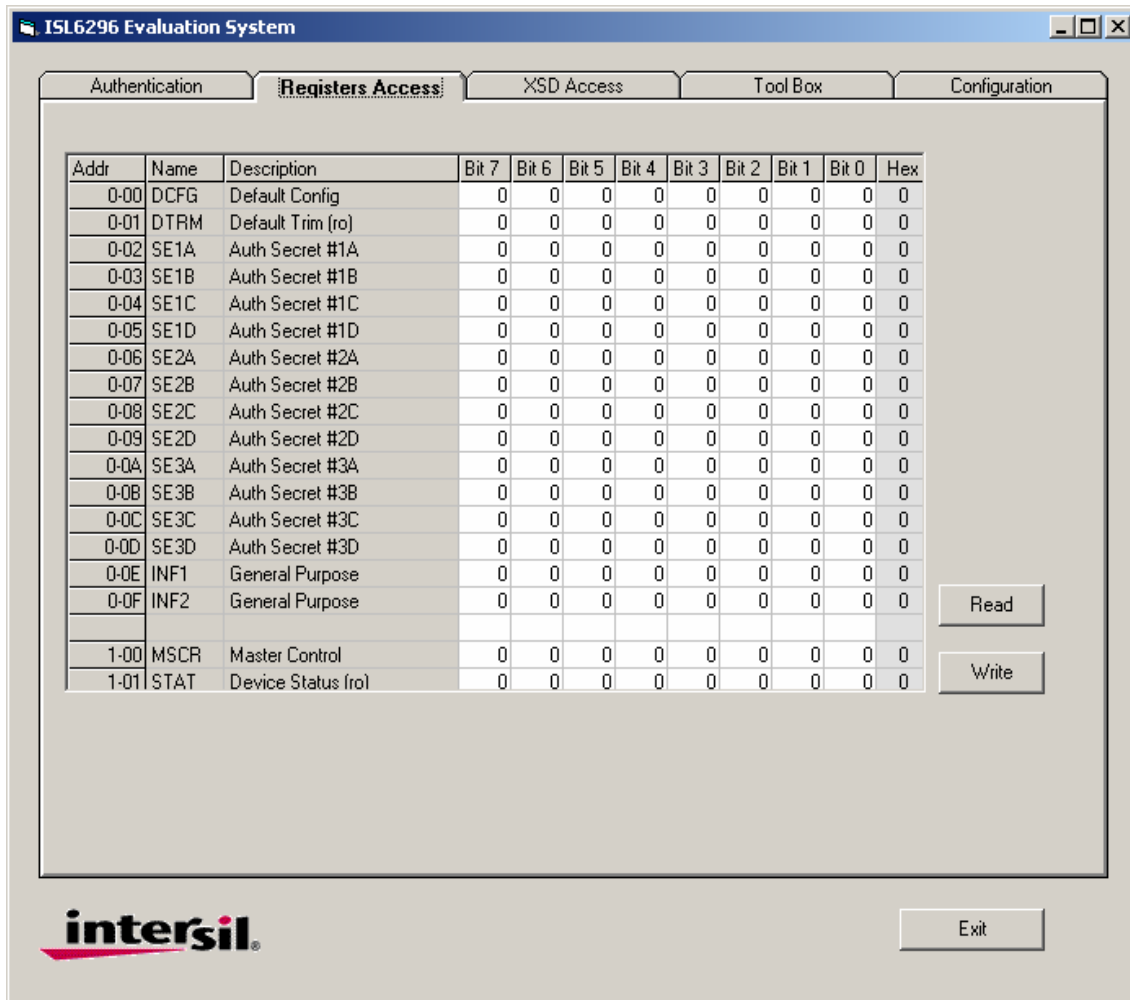 ISL6296 Evaluation System
Authentication Registers Access XSD Access Tool Box Configuration
Addr Name Description Bit 7 Bit 6 Bit 5 Bit 4 Bit 3 Bit 2 Bit 1 Bit 0 Hex
0-00 DCFG Default Config 0 0 0 0 0 0 0 0 0
0-01 DTRM Default Trim (ro) 0 0 0 0 0 0 0 0 0
0-02 SE1A Auth Secret #1A 0 0 0 0 0 0 0 0 0
0-03 SE1B Auth Secret #1B 0 0 0 0 0 0 0 0 0
0-04 SE1C Auth Secret #1C 0 0 0 0 0 0 0 0 0
0-05 SE1D Auth Secret #1D 0 0 0 0 0 0 0 0 0
0-06 SE2A Auth Secret #2A 0 0 0 0 0 0 0 0 0
0-07 SE2B Auth Secret #2B 0 0 0 0 0 0 0 0 0
0-08 SE2C Auth Secret #2C 0 0 0 0 0 0 0 0 0
0-09 SE2D Auth Secret #2D 0 0 0 0 0 0 0 0 0
0-0A SE3A Auth Secret #3A 0 0 0 0 0 0 0 0 0
0-0B SE3B Auth Secret #3B 0 0 0 0 0 0 0 0 0
0-0C SE3C Auth Secret #3C 0 0 0 0 0 0 0 0 0
0-0D SE3D Auth Secret #3D 0 0 0 0 0 0 0 0 0
0-0E INF1 General Purpose 0 0 0 0 0 0 0 0 0
0-0F INF2 General Purpose 0 0 0 0 0 0 0 0 0
Read
1-00 MSCR Master Control 0 0 0 0 0 0 0 0 0
1-01 STAT Device Status (ro) 0 0 0 0 0 0 0 0 0
Write
intersil®
Exit